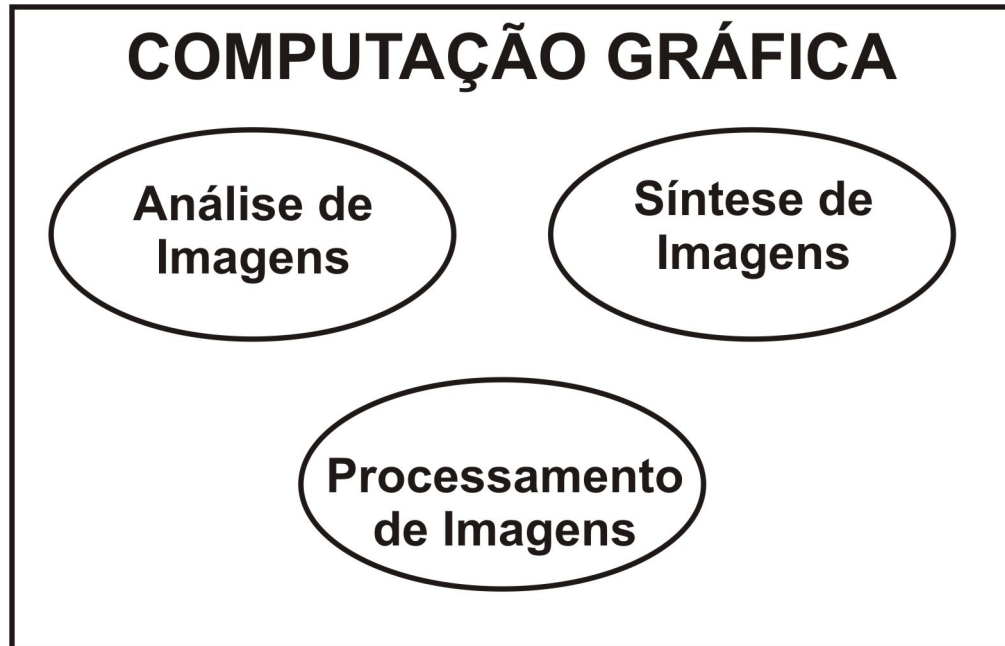 COMPUTAÇÃO GRÁFICA
Análise de
Imagens
Síntese de
Imagens
Processamento
de Imagens